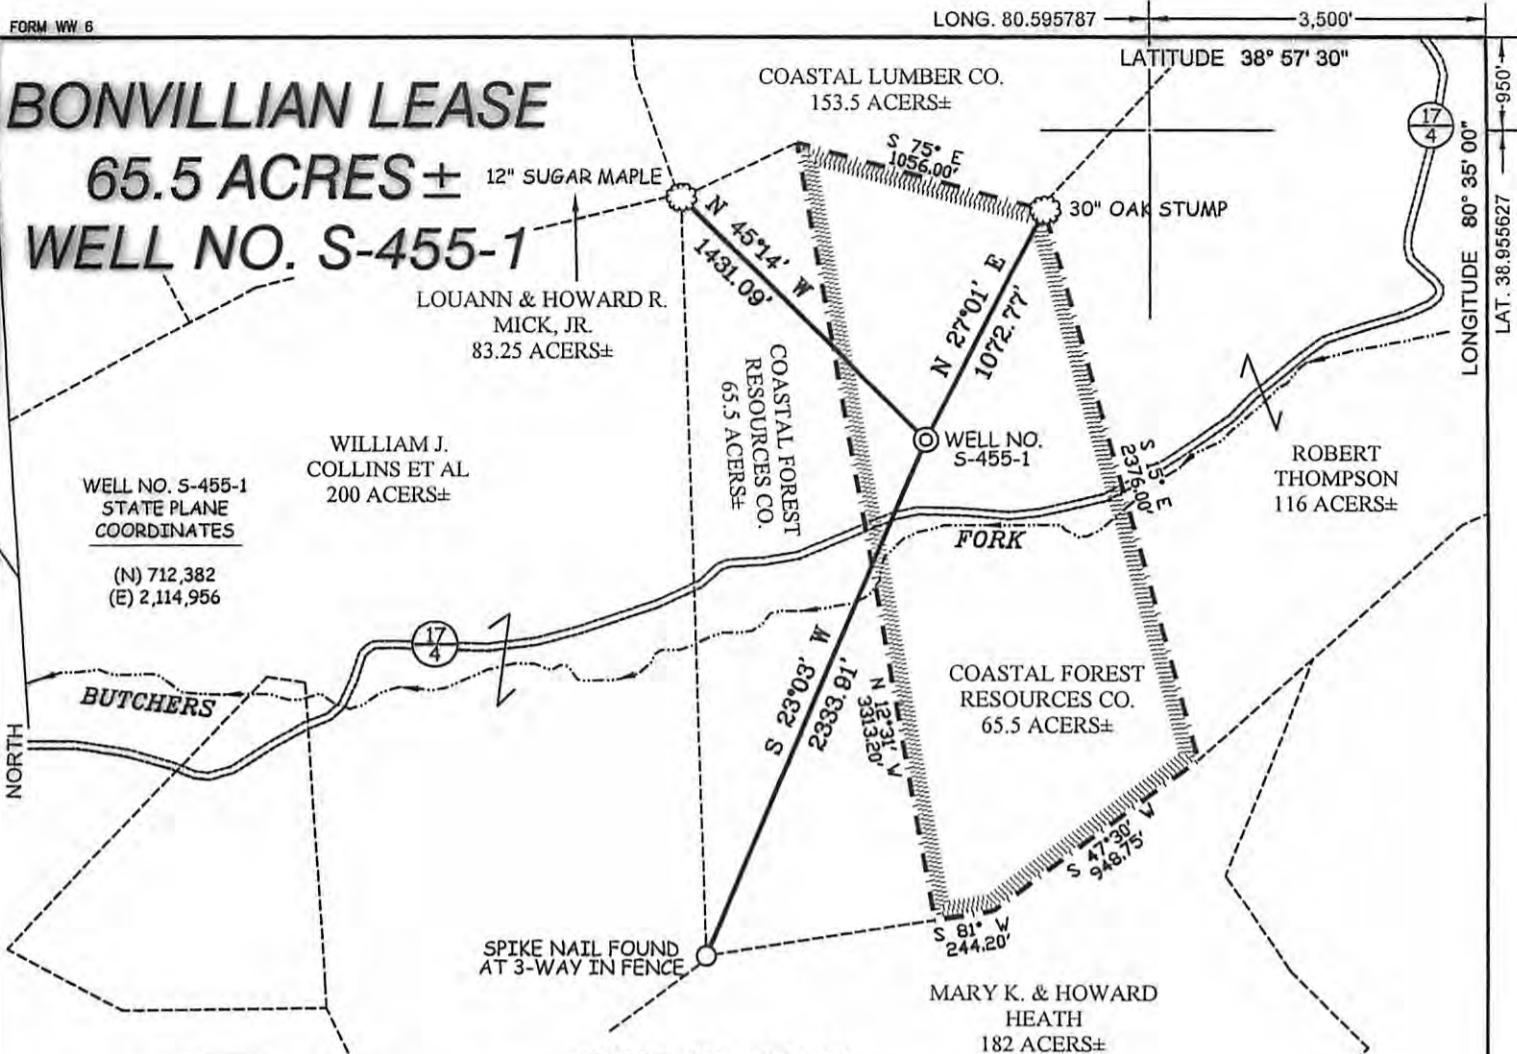 FORM WW 6
LONG. 80.595787
3,500'
LATITUDE 38° 57' 30"
950'
LONGITUDE 80° 35' 00"
LAT. 38.955627
BONVILLIAN LEASE
65.5 ACRES ±
WELL NO. S-455-1
COASTAL LUMBER CO.
153.5 ACERS±
17
4
12" SUGAR MAPLE
S 75° E
1056.00'
30" OAK STUMP
N 45°14' W
1431.09'
N 27°01' E
1072.77'
LOUANN & HOWARD R.
MICK, JR.
83.25 ACERS±
COASTAL FOREST
RESOURCES CO.
65.5 ACERS±
WELL NO.
S-455-1
WILLIAM J.
COLLINS ET AL
200 ACERS±
S 15° E
2376.00'
ROBERT
THOMPSON
116 ACERS±
WELL NO. S-455-1
STATE PLANE
COORDINATES
(N) 712,382
(E) 2,114,956
FORK
17
4
BUTCHERS
NORTH
S 23°03' W
2333.91'
N 12°31' W
3313.20'
COASTAL FOREST
RESOURCES CO.
65.5 ACERS±
S 47°30' W
948.75'
S 81° W
244.20'
SPIKE NAIL FOUND
AT 3-WAY IN FENCE
MARY K. & HOWARD
HEATH
182 ACERS±